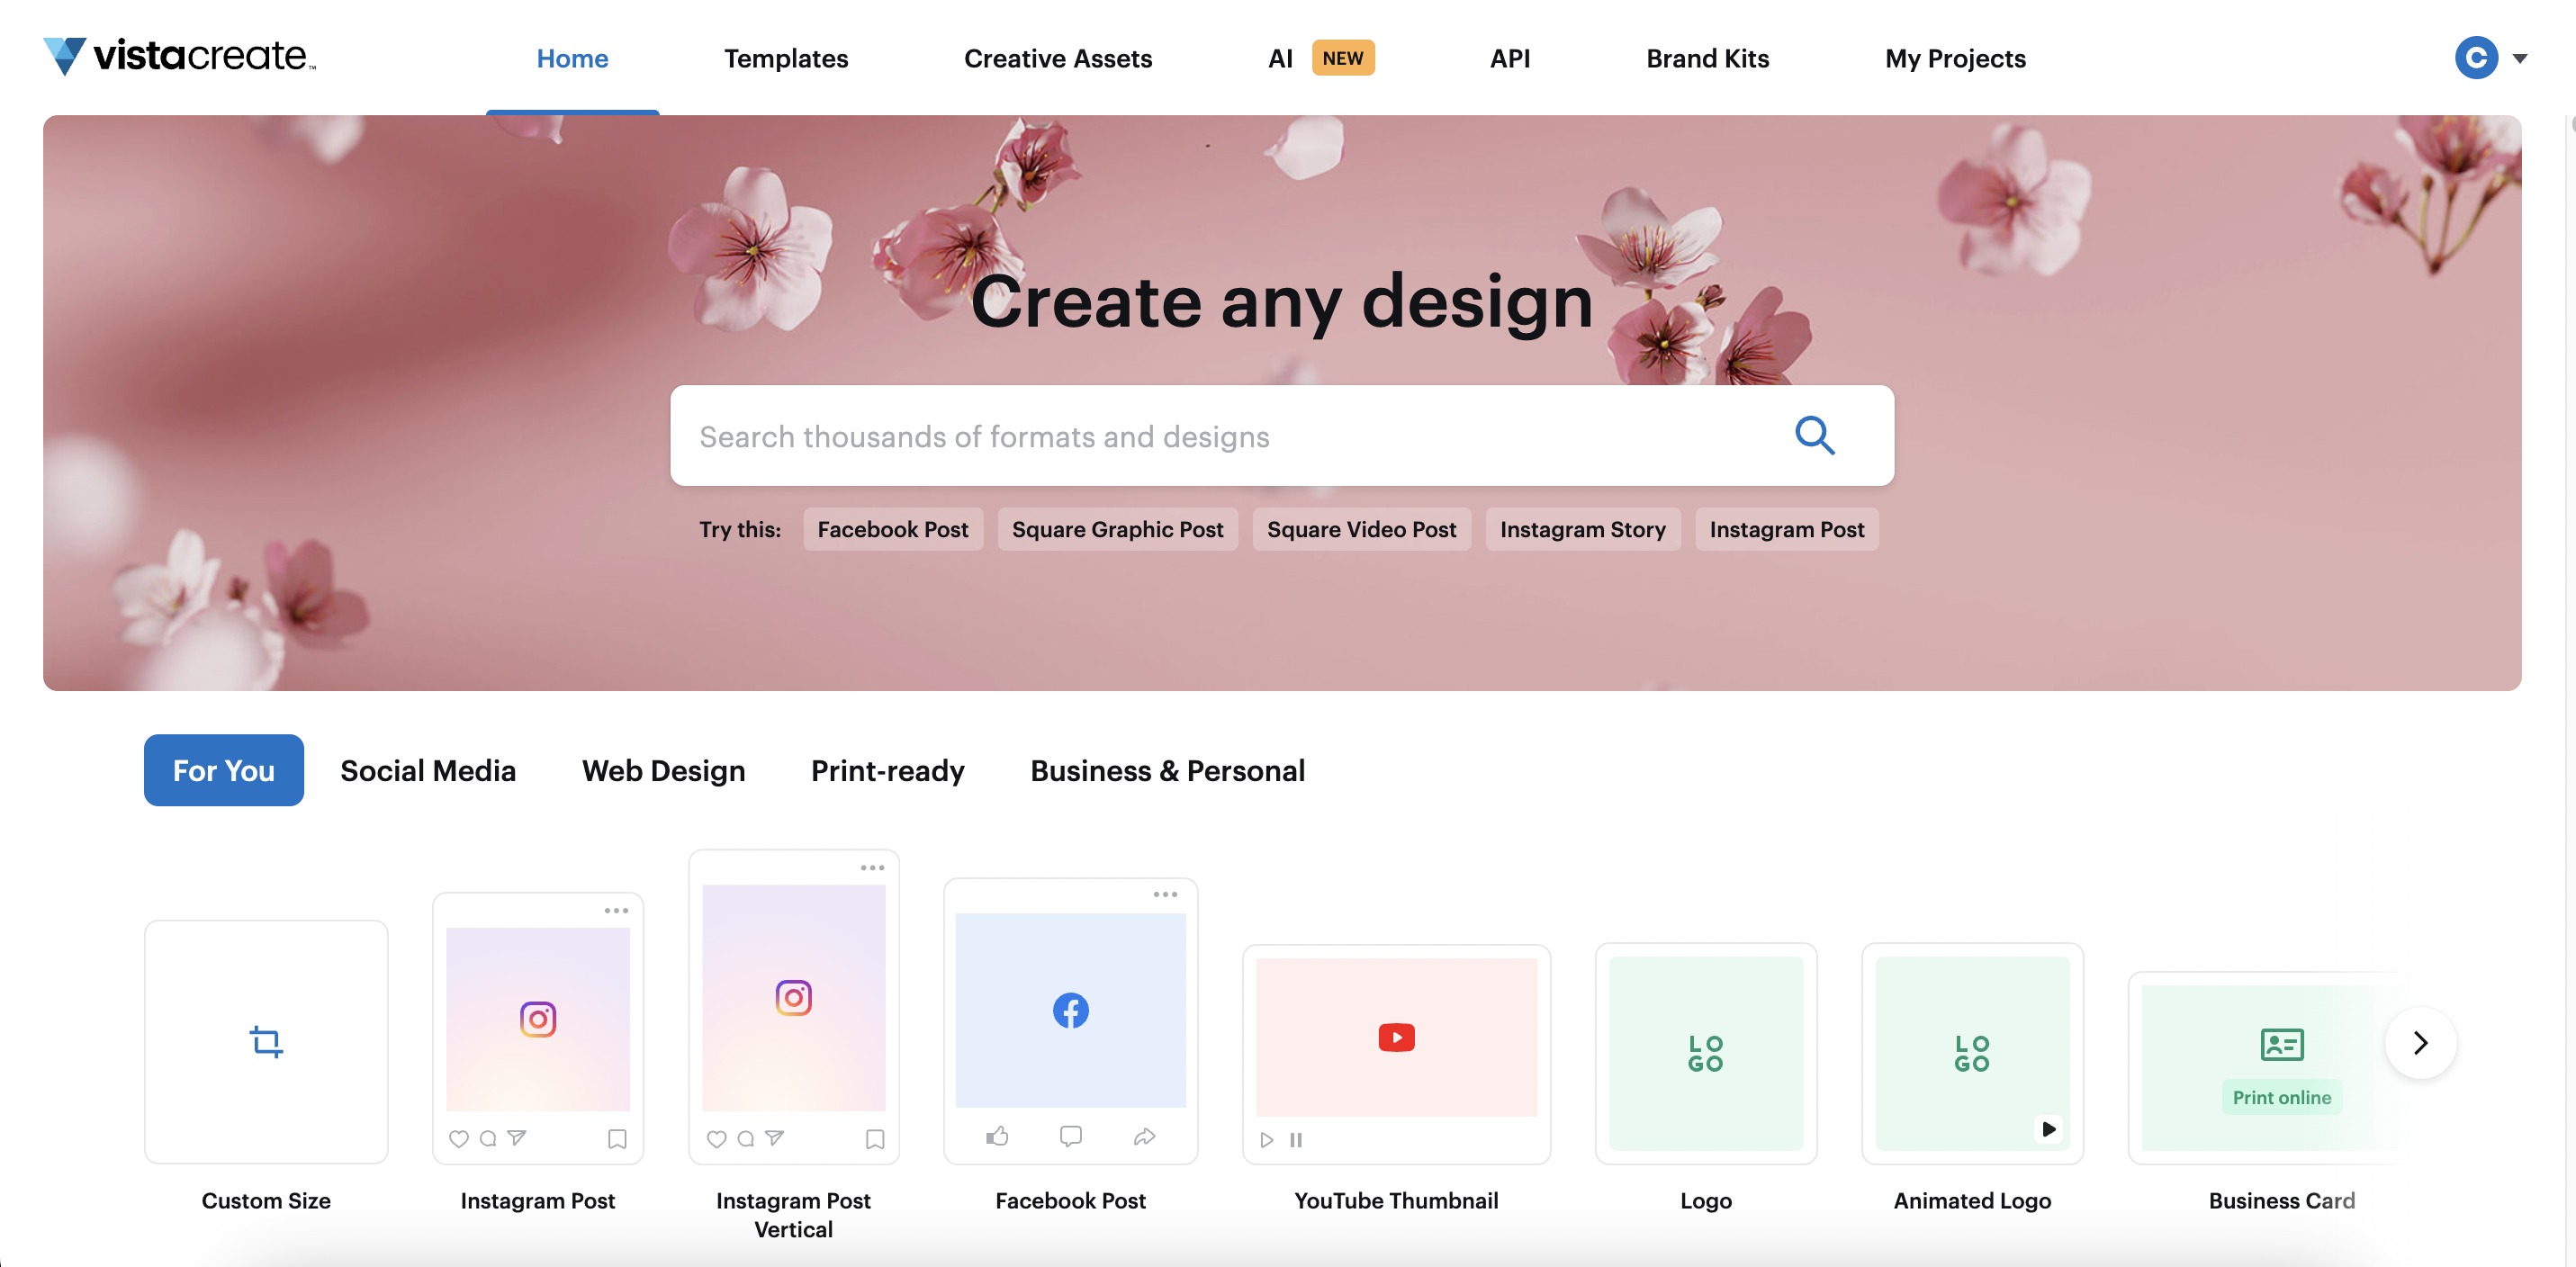 vistacreate™
Home Templates Creative Assets AI NEW API Brand Kits My Projects
C
Create any design
Search thousands of formats and designs
Try this: Facebook Post Square Graphic Post Square Video Post Instagram Story Instagram Post
For You Social Media Web Design Print-ready Business & Personal
LO
GO
LO
GO
Print online
Custom Size Instagram Post Instagram Post Facebook Post YouTube Thumbnail Logo Animated Logo Business Card
Vertical